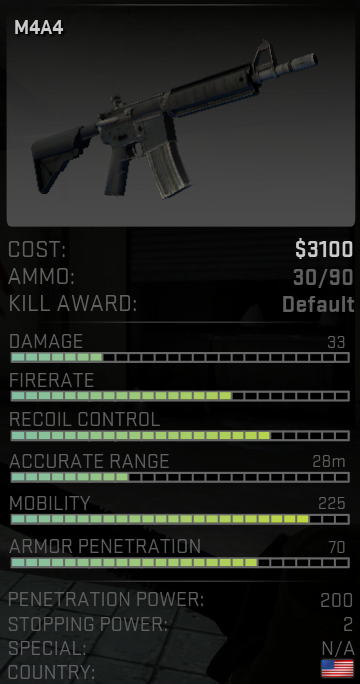 M4A4
COST: $3100
AMMO: 30/90
KILL AWARD: Default
DAMAGE 33
FIRERATE
RECOIL CONTROL
ACCURATE RANGE 28m
MOBILITY 225
ARMOR PENETRATION 70
PENETRATION POWER: 200
STOPPING POWER: 2
SPECIAL: N/A
COUNTRY: